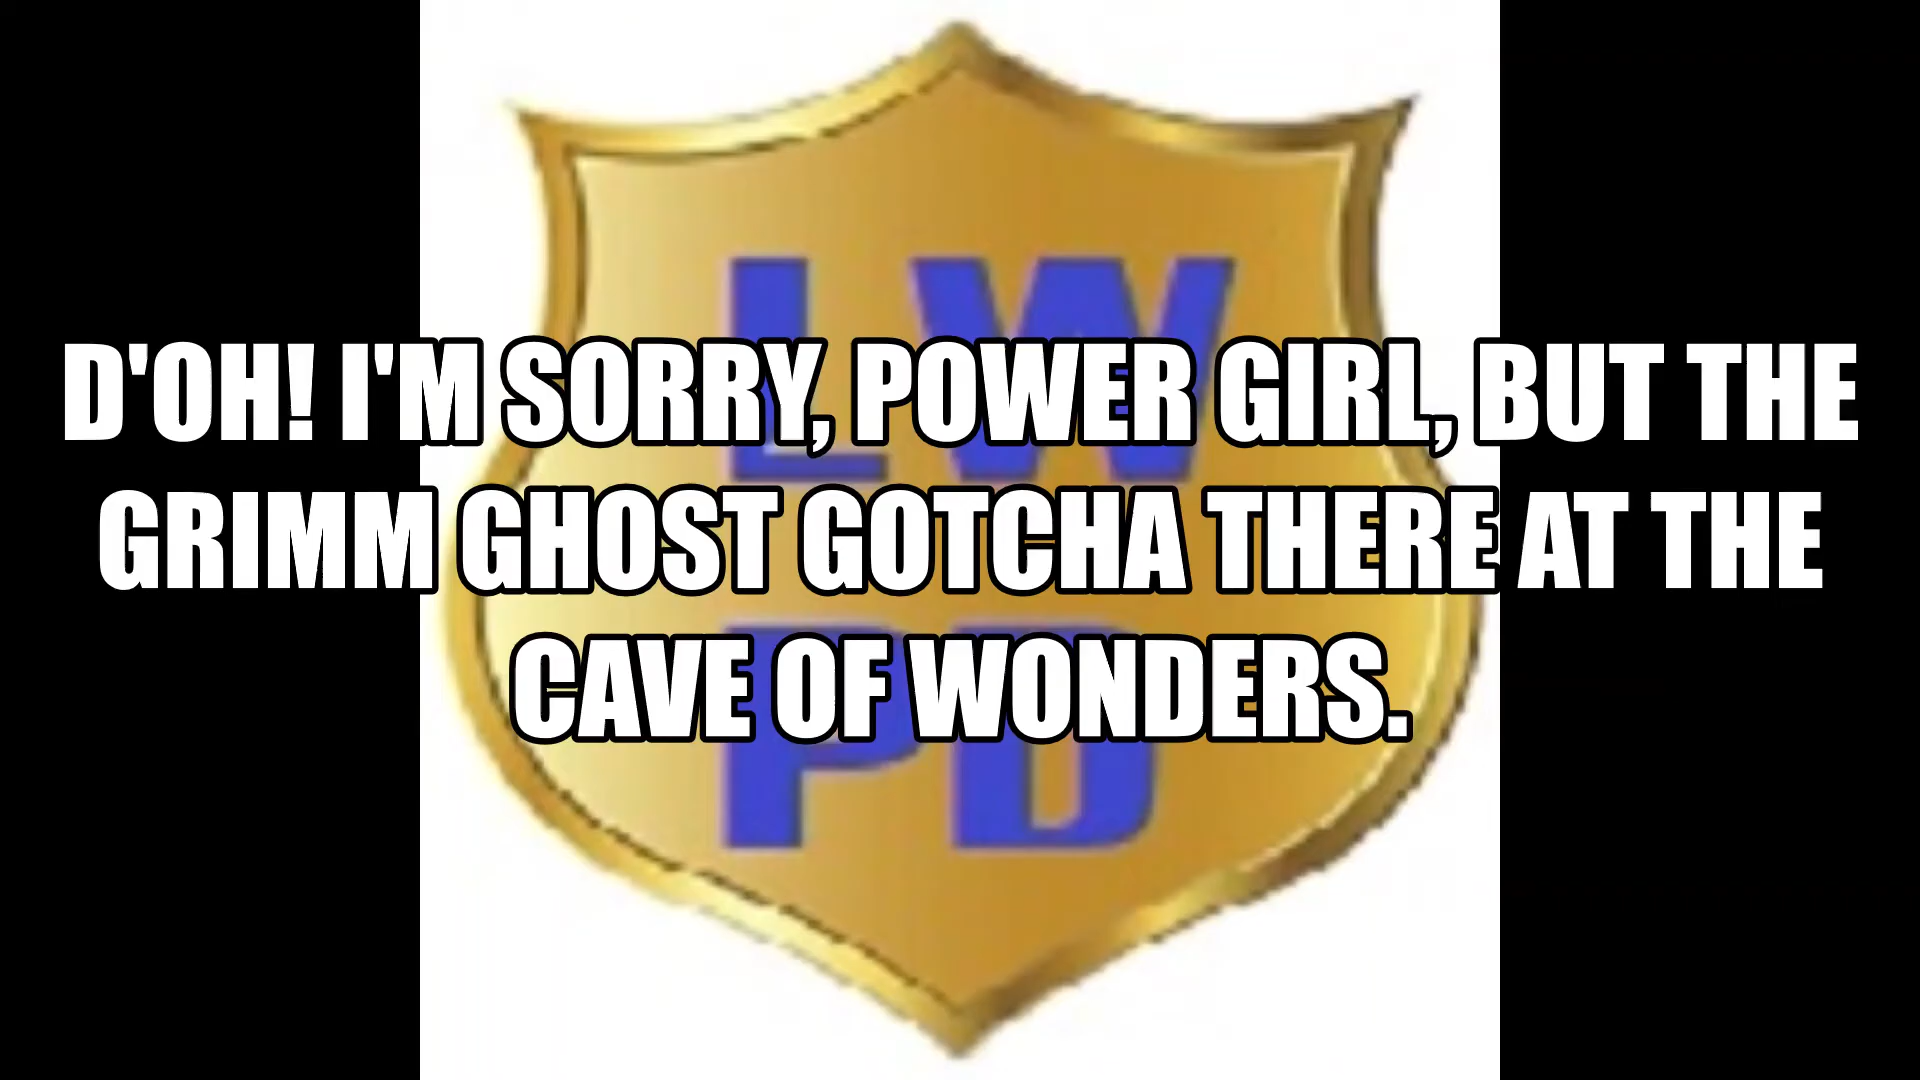 LW
D'OH! I'M SORRY, POWER GIRL, BUT THE
GRIMM GHOST GOTCHA THERE AT THE
CAVE OF WONDERS.
PD